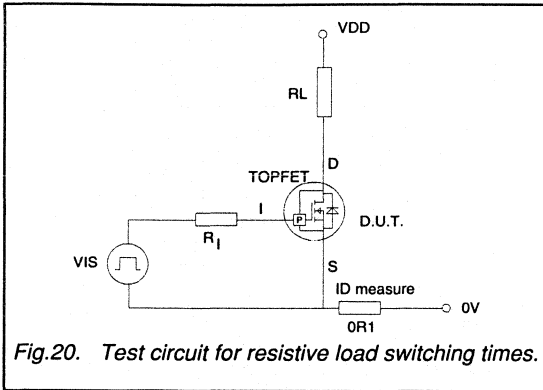 VDD
RL
D
TOPFET
I
P
D.U.T.
RI
VIS
S
ID measure
0V
0R1
Fig.20. Test circuit for resistive load switching times.